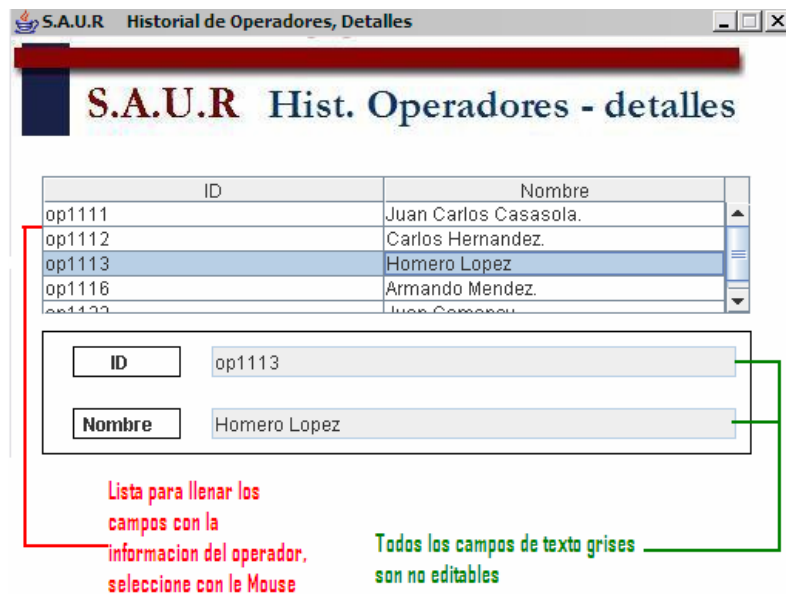 S.A.U.R Historial de Operadores, Detalles
S.A.U.R Hist. Operadores - detalles
ID Nombre
op1111 Juan Carlos Casasola.
op1112 Carlos Hernandez.
op1113 Homero Lopez
op1116 Armando Mendez.
ID op1113
Nombre Homero Lopez
Lista para llenar los
campos con la
informacion del operador,
seleccione con le Mouse
Todos los campos de texto grises
son no editables